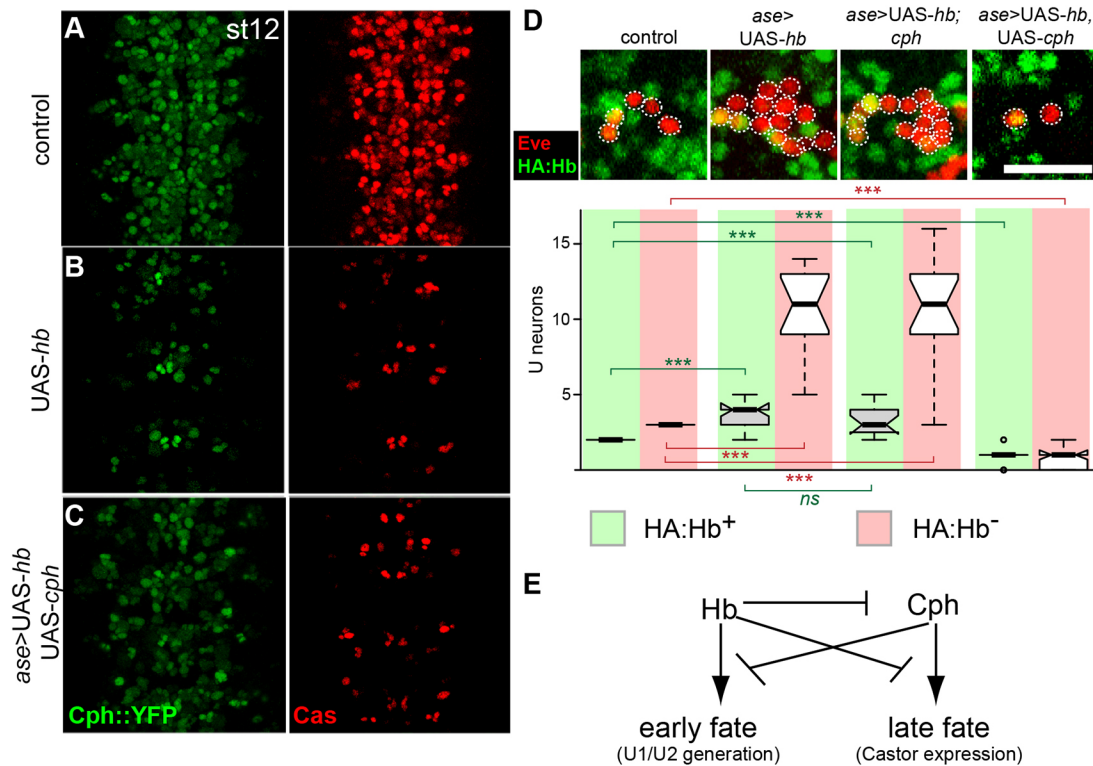 A
st12
control
B
UAS-hb
C
ase>UAS-hb
UAS-cph
Cph::YFP
Cas
D
control
ase>
UAS-hb
ase>UAS-hb;
cph
ase>UAS-hb,
UAS-cph
Eve
HA:Hb
***
***
***
***
***
***
***
ns
U neurons
15
10
5
HA:Hb+
HA:Hb-
E
Hb
Cph
early fate
(U1/U2 generation)
late fate
(Castor expression)